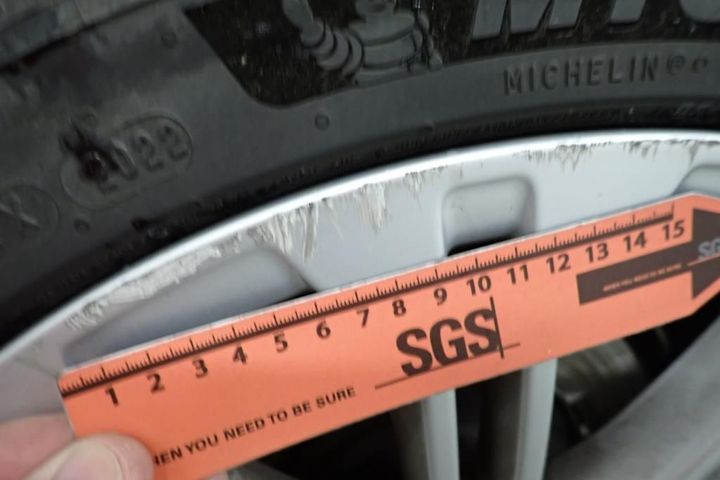 MICHELIN
2022
X
1 2 3 4 5 6 7 8 9 10 11 12 13 14 15
SGS
EN YOU NEED TO BE SURE